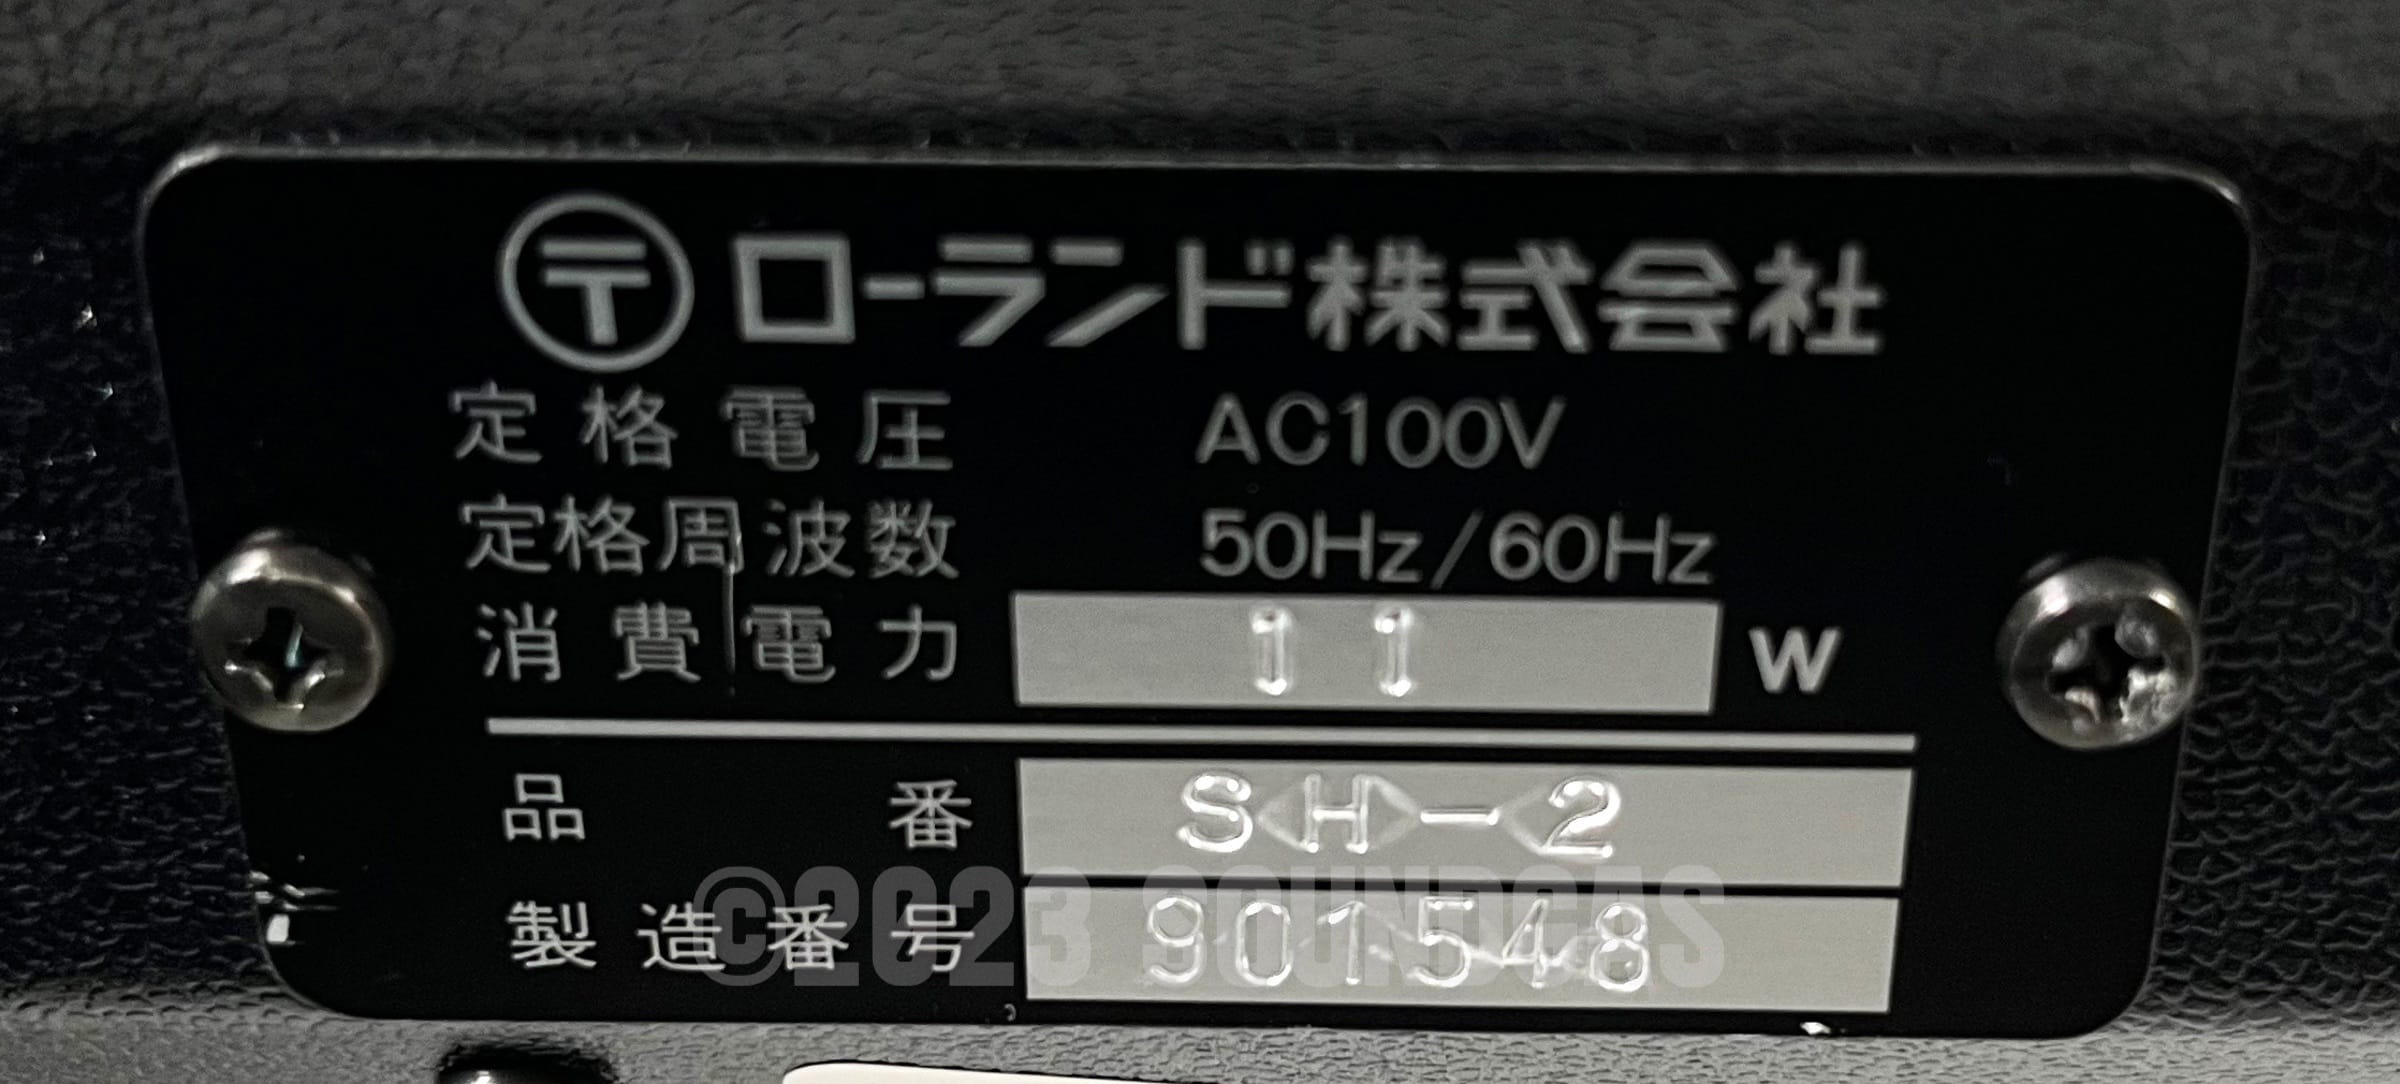 〶 ローランド株式会社
定格電圧 AC100V
定格周波数 50Hz/60Hz
消費電力 11 W
品番 SH-2
製造番号 901548
©2023 SOUNDGAS